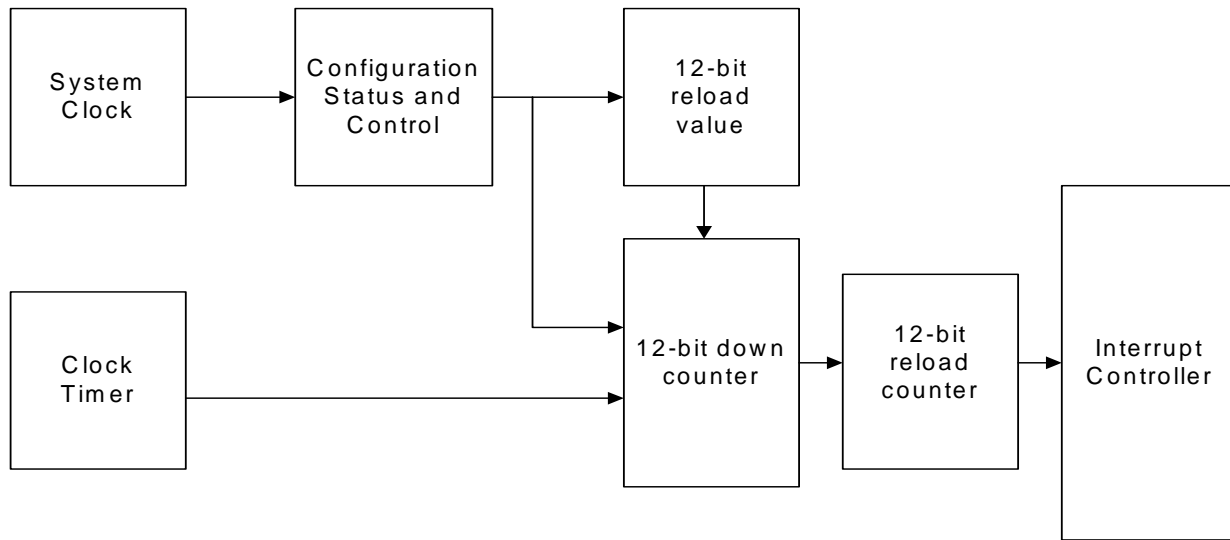 System
Clock
Configuration
Status and
Control
12-bit
reload
value
Clock
Timer
12-bit down
counter
12-bit
reload
counter
Interrupt
Controller